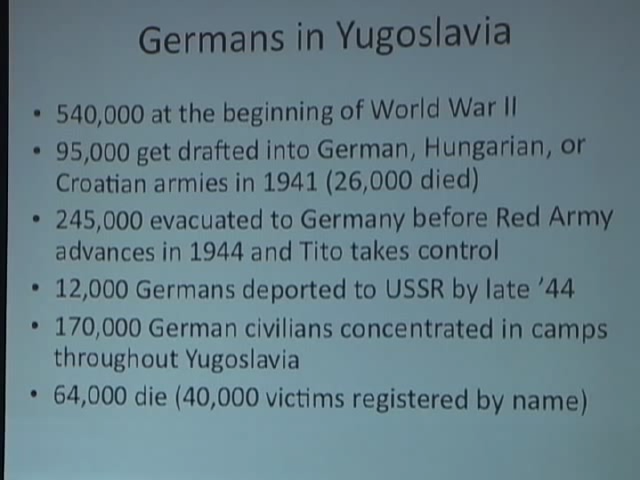 Germans in Yugoslavia
• 540,000 at the beginning of World War II
• 95,000 get drafted into German, Hungarian, or
Croatian armies in 1941 (26,000 died)
• 245,000 evacuated to Germany before Red Army
advances in 1944 and Tito takes control
• 12,000 Germans deported to USSR by late ’44
• 170,000 German civilians concentrated in camps
throughout Yugoslavia
• 64,000 die (40,000 victims registered by name)